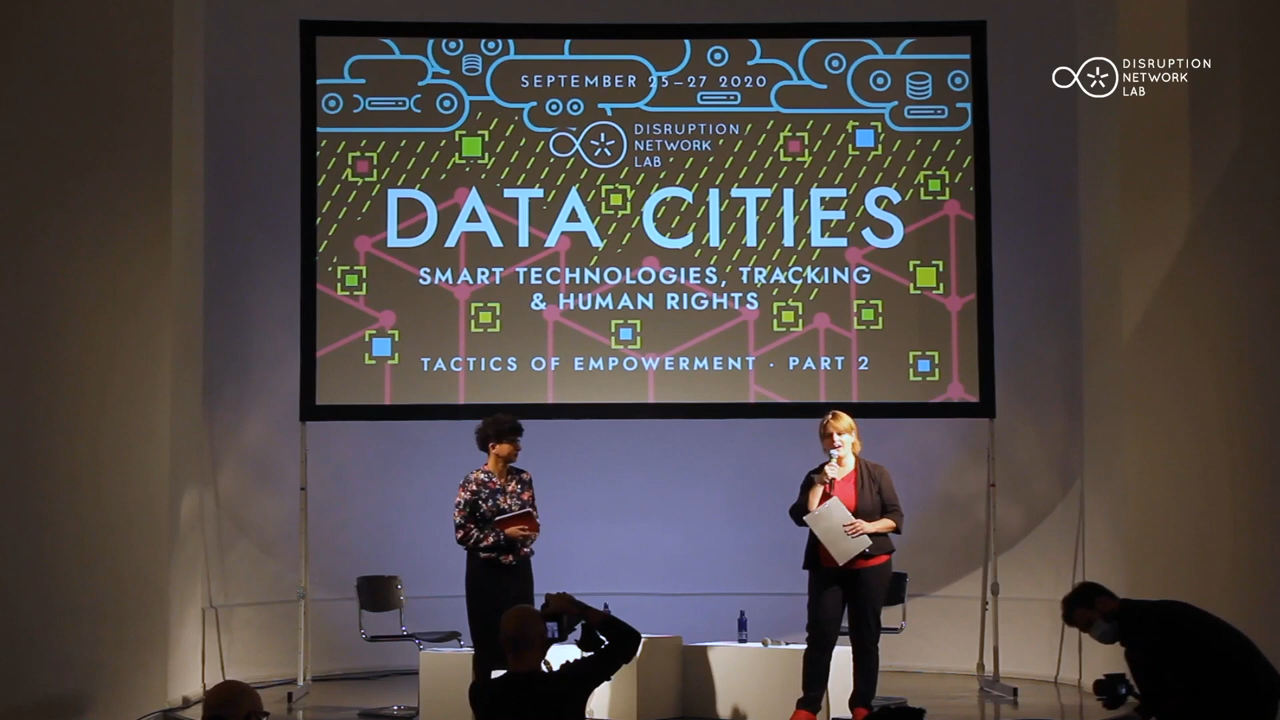 SEPTEMBER 25–27 2020
DISRUPTION
NETWORK
LAB
DATA CITIES
SMART TECHNOLOGIES, TRACKING
& HUMAN RIGHTS
TACTICS OF EMPOWERMENT · PART 2
DISRUPTION
NETWORK
LAB